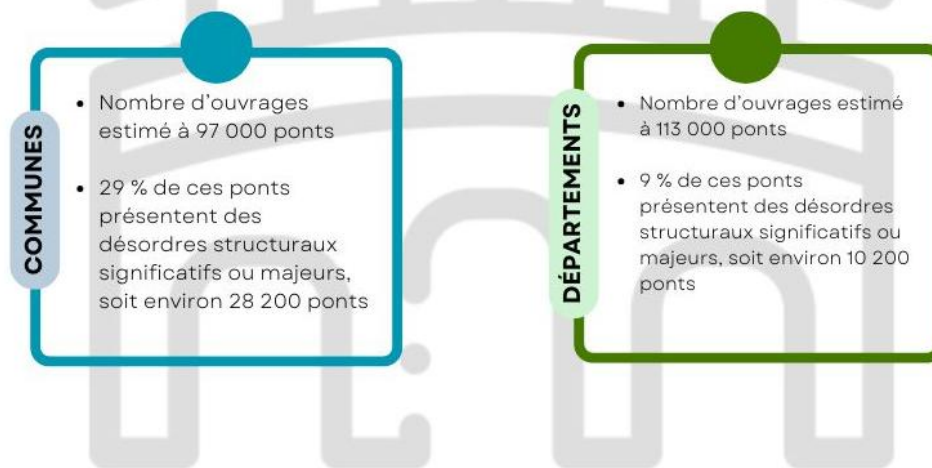 COMMUNES
• Nombre d'ouvrages
estimé à 97 000 ponts
• 29 % de ces ponts
présentent des
désordres structuraux
significatifs ou majeurs,
soit environ 28 200 ponts
DÉPARTEMENTS
• Nombre d'ouvrages estimé
à 113 000 ponts
• 9 % de ces ponts
présentent des désordres
structuraux significatifs ou
majeurs, soit environ 10 200
ponts